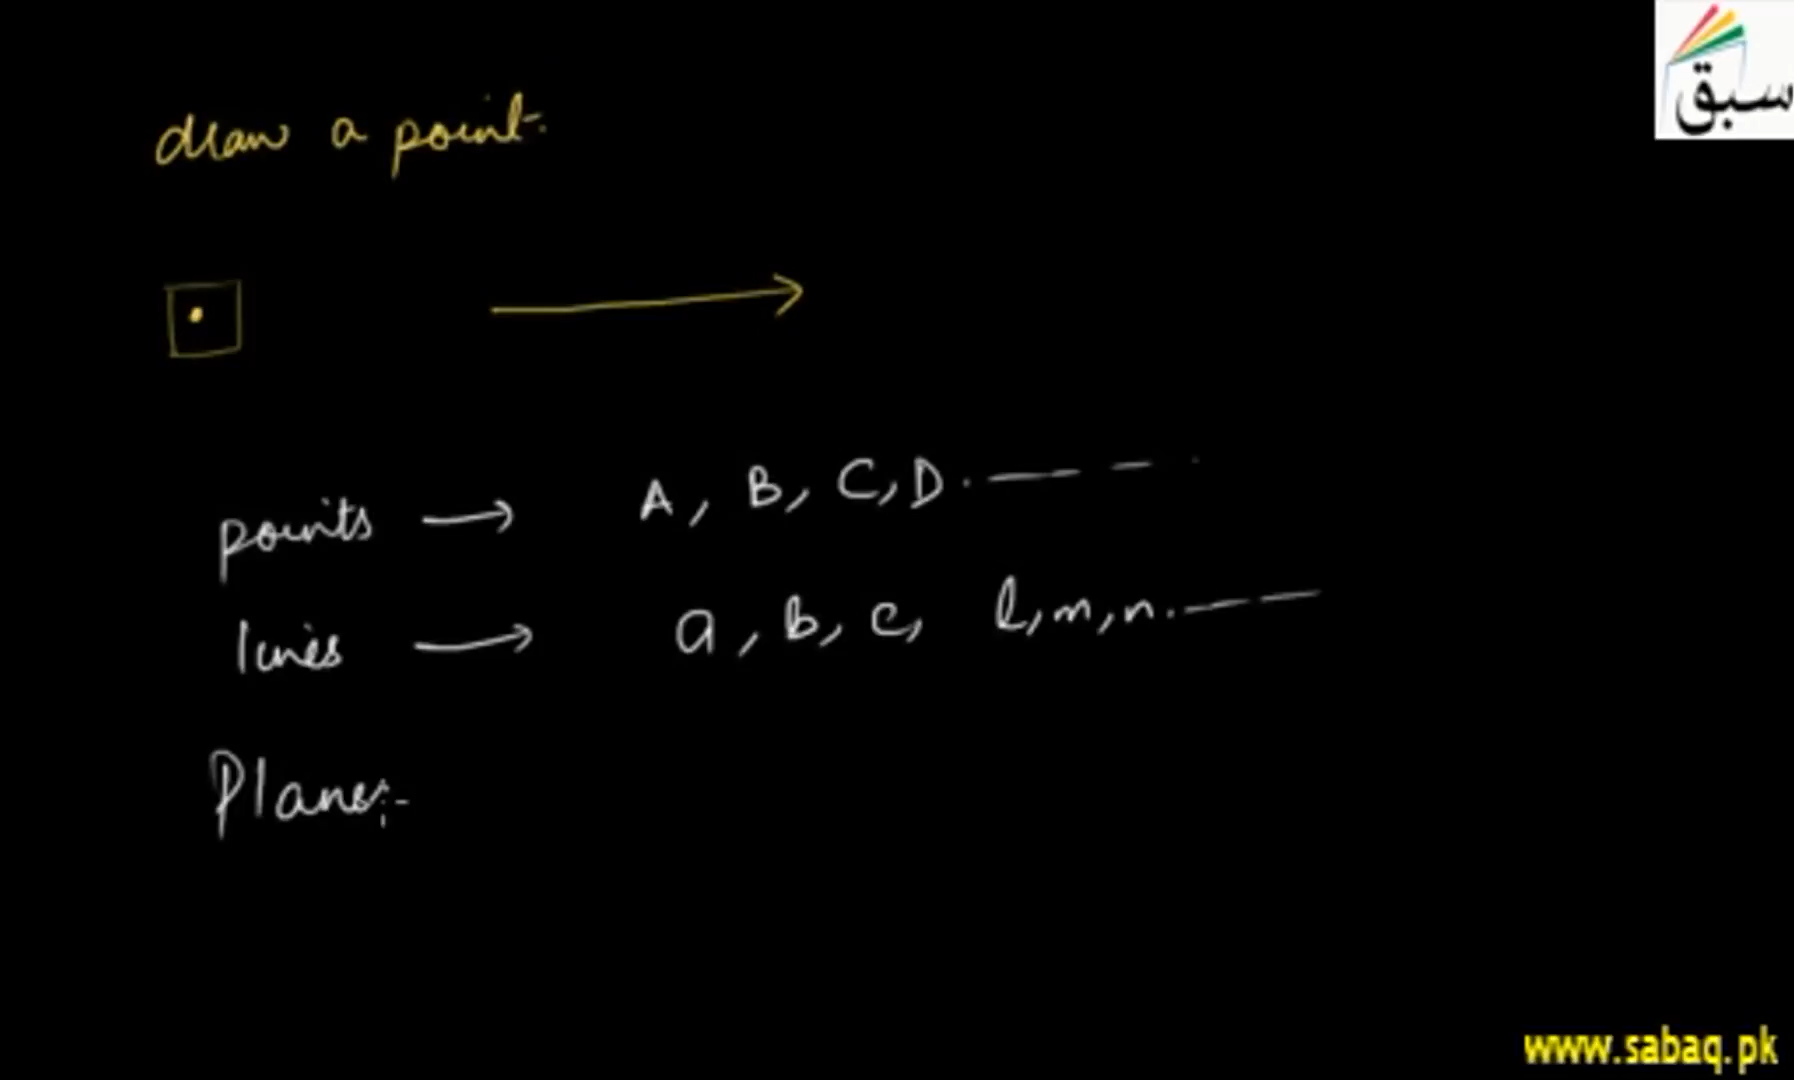 سبق
draw a point.
points → A, B, C, D. — — .
lines → a, b, c, l, m, n. — —
Plane:-
www.sabaq.pk